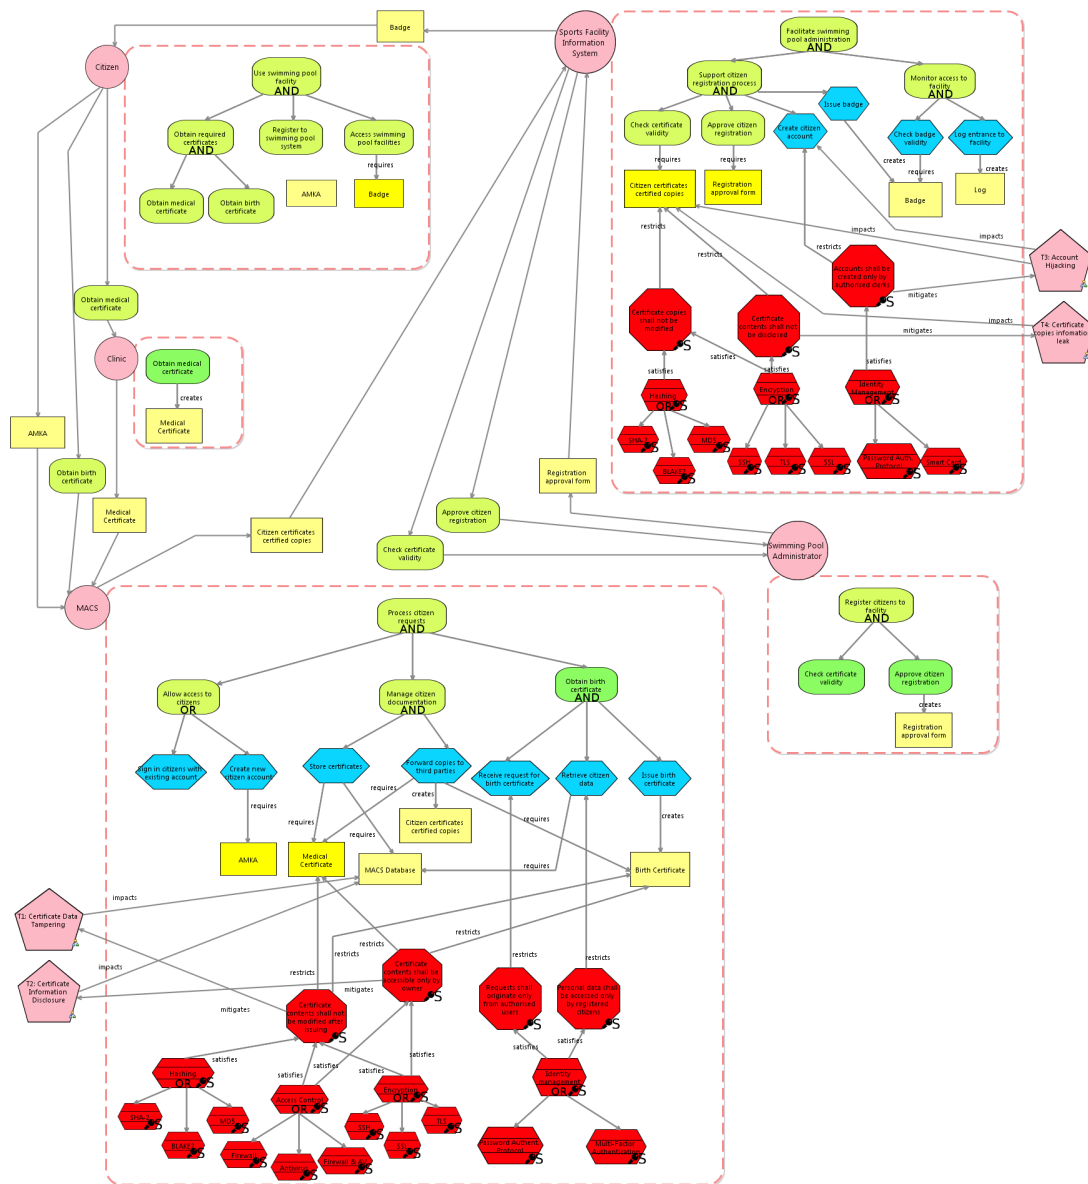 Badge
Sports Facility
Information
System
Citizen
Use swimming pool
facility
AND
Obtain required
certificates
AND
Register to
swimming pool
system
Access swimming
pool facilities
requires
Obtain medical
certificate
Obtain birth
certificate
AMKA
Badge
Facilitate swimming
pool administration
AND
Support citizen
registration process
AND
Monitor access to
facility
AND
Issue badge
Check certificate
validity
Approve citizen
registration
Create citizen
account
Check badge
validity
Log entrance to
facility
requires
requires
creates
requires
creates
Citizen certificates
certified copies
Registration
approval form
Badge
Log
restricts
restricts
restricts
impacts
impacts
impacts
T3: Account
Hijacking
Accounts shall be
created only by
authorised clerks
S
mitigates
Certificate copies
shall not be
modified
S
Certificate
contents shall not
be disclosed
S
mitigates
T4: Certificate
copies infomation
leak
satisfies
satisfies
satisfies
satisfies
Hashing
OR
S
Encryption
OR
S
Identity
Management
OR
S
SHA-2
S
MD5
S
BLAKE2
S
SSH
S
TLS
S
SSL
S
Password Auth.
Protocol
S
Smart Card
S
Obtain medical
certificate
Clinic
Obtain medical
certificate
creates
Medical
Certificate
AMKA
Obtain birth
certificate
Medical
Certificate
Citizen certificates
certified copies
Registration
approval form
Approve citizen
registration
Check certificate
validity
Swimming Pool
Administrator
MACS
Register citizens to
facility
AND
Check certificate
validity
Approve citizen
registration
creates
Registration
approval form
Process citizen
requests
AND
Allow access to
citizens
OR
Manage citizen
documentation
AND
Obtain birth
certificate
AND
Sign in citizens with
existing account
Create new
citizen account
Store certificates
Forward copies to
third parties
Receive request for
birth certificate
Retrieve citizen
data
Issue birth
certificate
requires
requires
requires
requires
creates
requires
creates
Citizen certificates
certified copies
AMKA
Medical
Certificate
MACS Database
Birth Certificate
T1: Certificate Data
Tampering
impacts
T2: Certificate
Information
Disclosure
impacts
restricts
restricts
restricts
restricts
restricts
restricts
mitigates
mitigates
Certificate
contents shall be
accessible only by
owner
S
Certificate
contents shall not
be modified after
issuing
S
Requests shall
originate only
from authorised
users
S
Personal data shall
be accessed only
by registered
citizens
S
satisfies
satisfies
satisfies
satisfies
satisfies
satisfies
satisfies
Hashing
OR
S
Access Control
OR
S
Encryption
OR
S
Identity
management
OR
S
SHA-2
S
MD5
S
BLAKE2
S
Firewall
S
Antivirus
S
Firewall & AV
S
SSH
S
SSL
S
TLS
S
Password Authent.
Protocol
S
Multi-Factor
Authentication
S